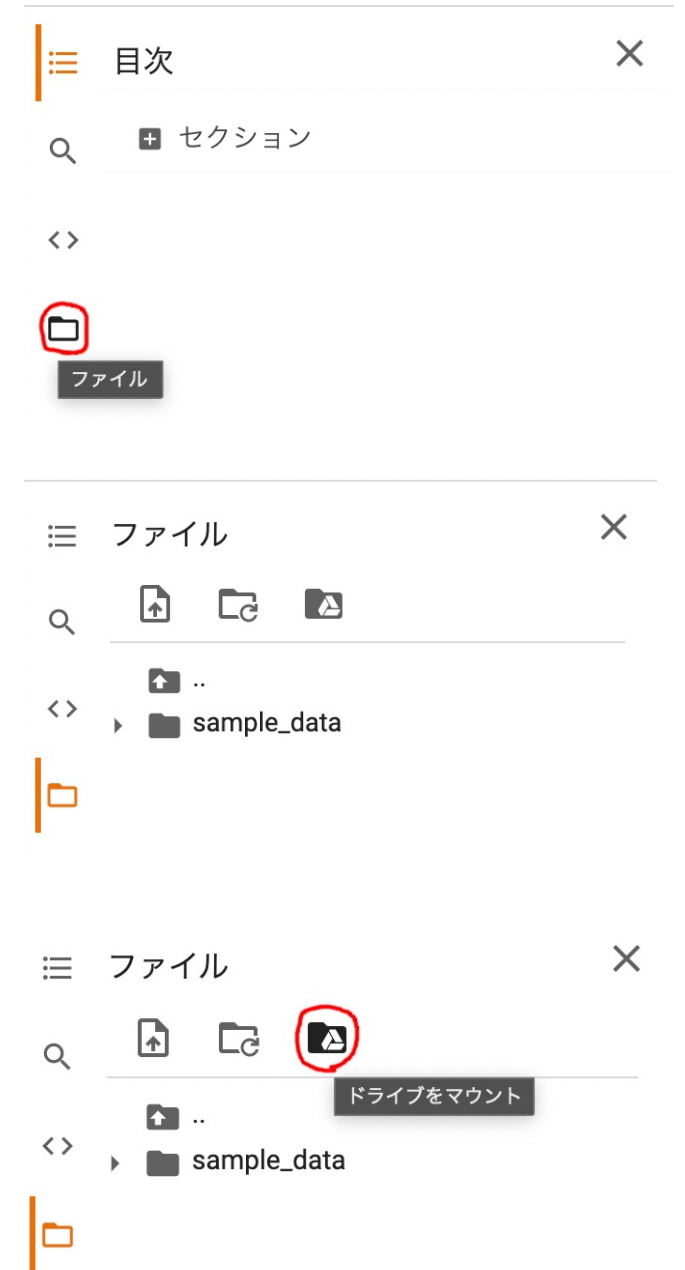 目次
セクション
ファイル
ファイル
..
sample_data
ファイル
ドライブをマウント
..
sample_data